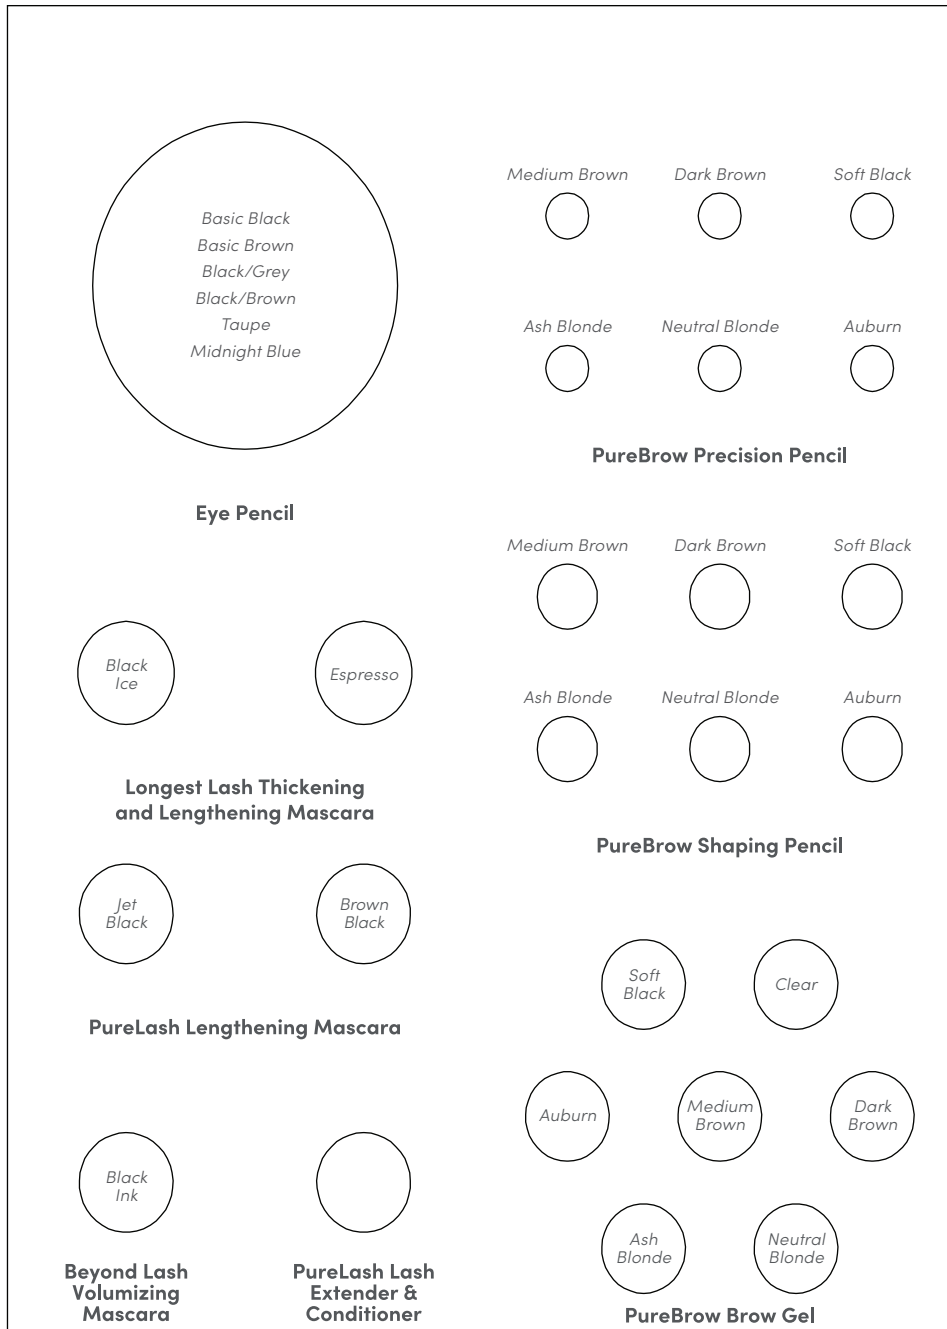 Basic Black
Basic Brown
Black/Grey
Black/Brown
Taupe
Midnight Blue
Eye Pencil
Black
Ice
Espresso
Longest Lash Thickening
and Lengthening Mascara
Jet
Black
Brown
Black
PureLash Lengthening Mascara
Black
Ink
Beyond Lash
Volumizing
Mascara
PureLash Lash
Extender &
Conditioner
Medium Brown
Dark Brown
Soft Black
Ash Blonde
Neutral Blonde
Auburn
PureBrow Precision Pencil
Medium Brown
Dark Brown
Soft Black
Ash Blonde
Neutral Blonde
Auburn
PureBrow Shaping Pencil
Soft
Black
Clear
Auburn
Medium
Brown
Dark
Brown
Ash
Blonde
Neutral
Blonde
PureBrow Brow Gel